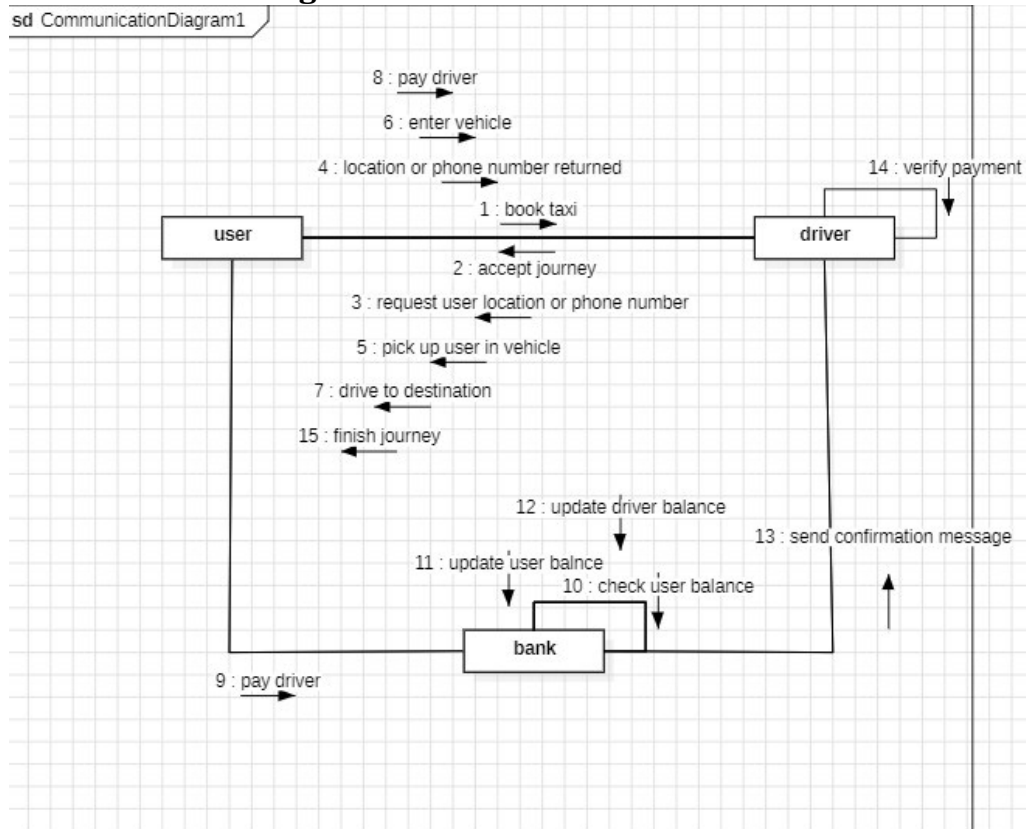 sd CommunicationDiagram1
8 : pay driver
6 : enter vehicle
4 : location or phone number returned
14 : verify payment
1 : book taxi
user
driver
2 : accept journey
3 : request user location or phone number
5 : pick up user in vehicle
7 : drive to destination
15 : finish journey
12 : update driver balance
13 : send confirmation message
11 : update user balnce
10 : check user balance
bank
9 : pay driver